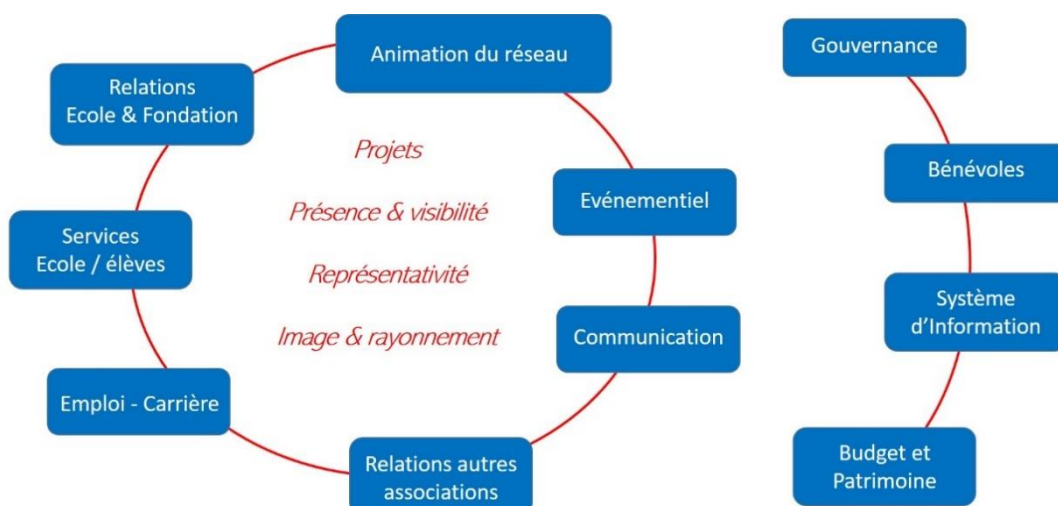 Animation du réseau
Relations
Ecole & Fondation
Projets
Présence & visibilité
Evénementiel
Services
Ecole / élèves
Représentativité
Image & rayonnement
Communication
Emploi - Carrière
Relations autres
associations
Gouvernance
Bénévoles
Système
d’Information
Budget et
Patrimoine